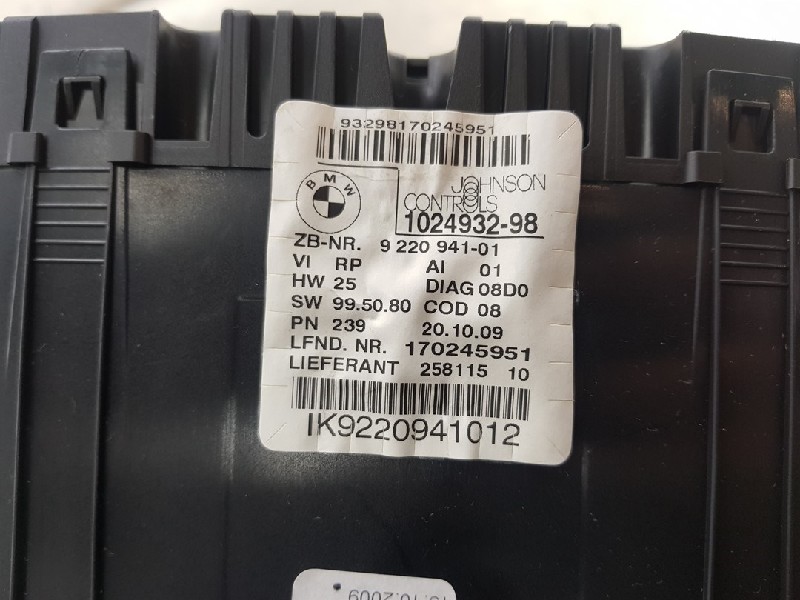 93298170245951
BMW
JOHNSON
CONTROLS
1024932-98
ZB-NR. 9 220 941-01
VI RP AI 01
HW 25 DIAG 08D0
SW 99.50.80 COD 08
PN 239 20.10.09
LFND. NR. 170245951
LIEFERANT 258115 10
IK9220941012
.10.2009